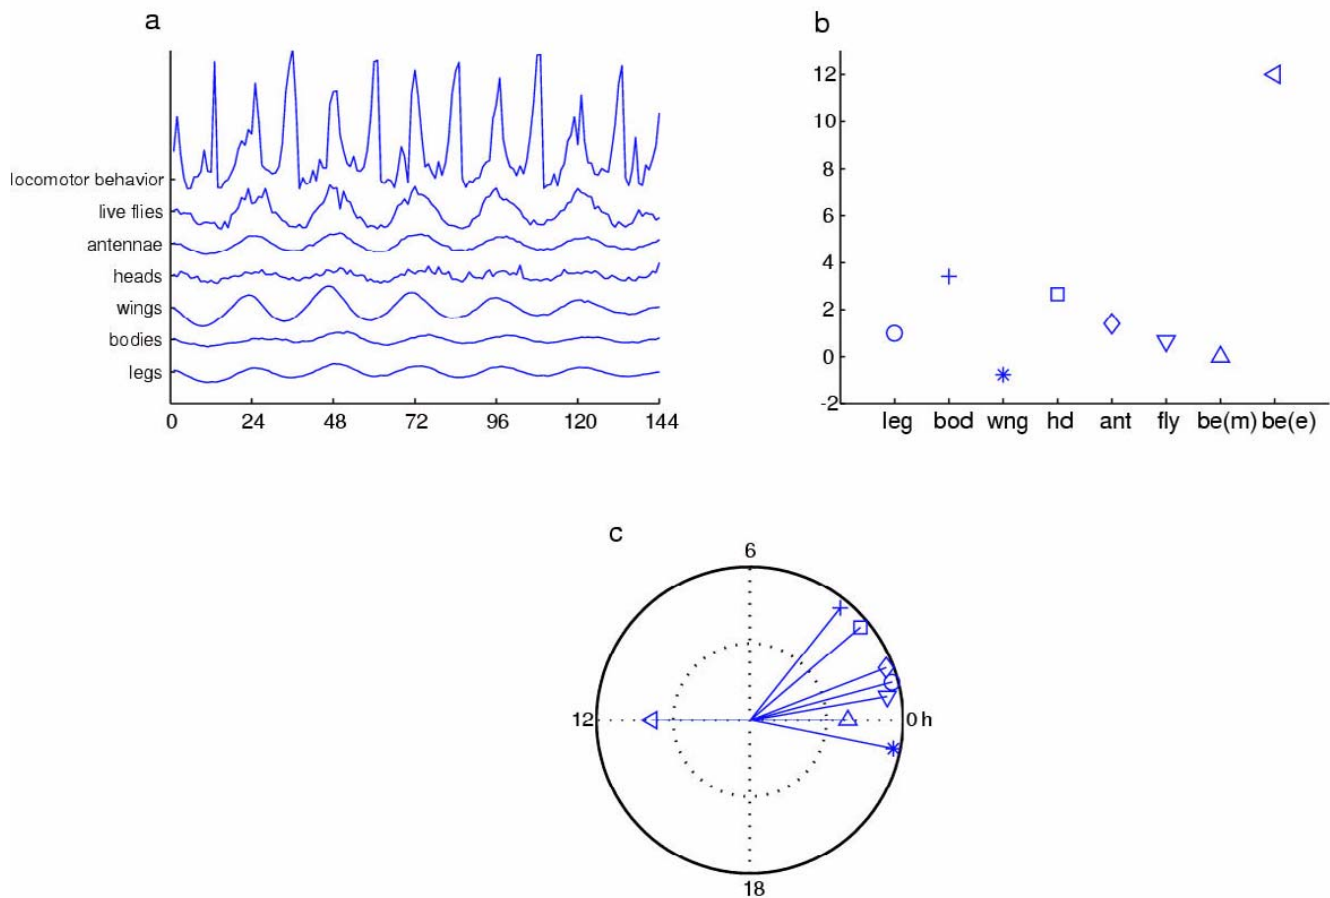 a
locomotor behavior
live flies
antennae
heads
wings
bodies
legs
0 24 48 72 96 120 144
b
12
10
8
6
4
2
0
-2
leg bod wng hd ant fly be(m) be(e)
c
6
12 0 h
18